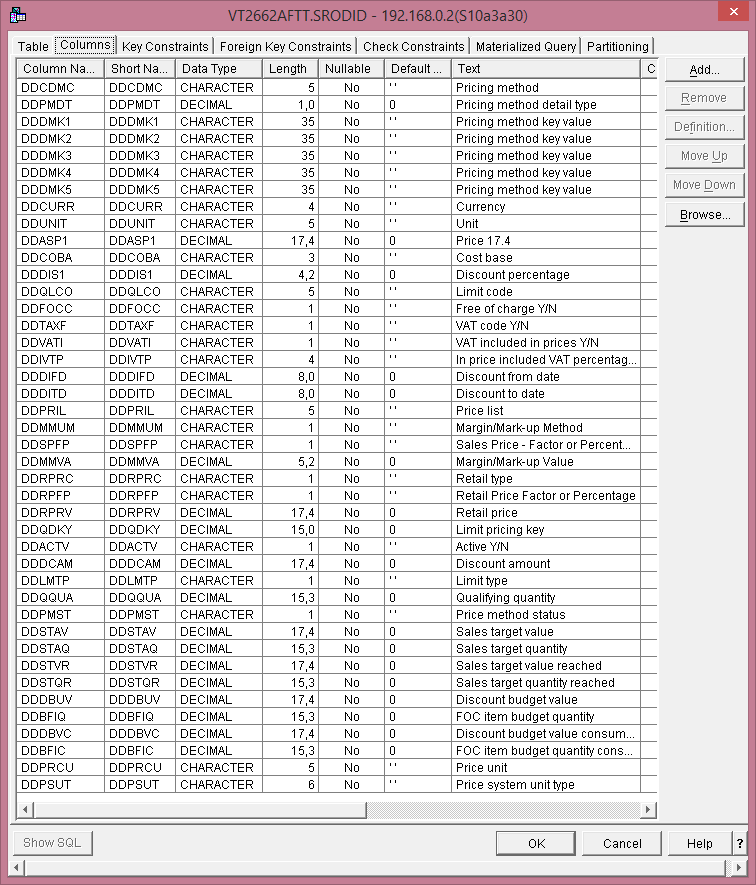 VT2662AFTT.SRODID - 192.168.0.2(S10a3a30)
Table Columns Key Constraints Foreign Key Constraints Check Constraints Materialized Query Partitioning
Column Na... Short Na... Data Type Length Nullable Default ... Text C
DDCDMC DDCDMC CHARACTER 5 No ' ' Pricing method
DDPMDT DDPMDT DECIMAL 1,0 No 0 Pricing method detail type
DDDMK1 DDDMK1 CHARACTER 35 No ' ' Pricing method key value
DDDMK2 DDDMK2 CHARACTER 35 No ' ' Pricing method key value
DDDMK3 DDDMK3 CHARACTER 35 No ' ' Pricing method key value
DDDMK4 DDDMK4 CHARACTER 35 No ' ' Pricing method key value
DDDMK5 DDDMK5 CHARACTER 35 No ' ' Pricing method key value
DDCURR DDCURR CHARACTER 4 No ' ' Currency
DDUNIT DDUNIT CHARACTER 5 No ' ' Unit
DDASP1 DDASP1 DECIMAL 17,4 No 0 Price 17.4
DDCOBA DDCOBA CHARACTER 3 No ' ' Cost base
DDDIS1 DDDIS1 DECIMAL 4,2 No 0 Discount percentage
DDQLCO DDQLCO CHARACTER 5 No ' ' Limit code
DDFOCC DDFOCC CHARACTER 1 No ' ' Free of charge Y/N
DDTAXF DDTAXF CHARACTER 1 No ' ' VAT code Y/N
DDVATI DDVATI CHARACTER 1 No ' ' VAT included in prices Y/N
DDIVTP DDIVTP CHARACTER 4 No ' ' In price included VAT percentag...
DDDIFD DDDIFD DECIMAL 8,0 No 0 Discount from date
DDDITD DDDITD DECIMAL 8,0 No 0 Discount to date
DDPRIL DDPRIL CHARACTER 5 No ' ' Price list
DDMMUM DDMMUM CHARACTER 1 No ' ' Margin/Mark-up Method
DDSPFP DDSPFP CHARACTER 1 No ' ' Sales Price - Factor or Percent...
DDMMVA DDMMVA DECIMAL 5,2 No 0 Margin/Mark-up Value
DDRPRC DDRPRC CHARACTER 1 No ' ' Retail type
DDRPFP DDRPFP CHARACTER 1 No ' ' Retail Price Factor or Percentage
DDRPRV DDRPRV DECIMAL 17,4 No 0 Retail price
DDQDKY DDQDKY DECIMAL 15,0 No 0 Limit pricing key
DDACTV DDACTV CHARACTER 1 No ' ' Active Y/N
DDDCAM DDDCAM DECIMAL 17,4 No 0 Discount amount
DDLMTP DDLMTP CHARACTER 1 No ' ' Limit type
DDQQUA DDQQUA DECIMAL 15,3 No 0 Qualifying quantity
DDPMST DDPMST CHARACTER 1 No ' ' Price method status
DDSTAV DDSTAV DECIMAL 17,4 No 0 Sales target value
DDSTAQ DDSTAQ DECIMAL 15,3 No 0 Sales target quantity
DDSTVR DDSTVR DECIMAL 17,4 No 0 Sales target value reached
DDSTQR DDSTQR DECIMAL 15,3 No 0 Sales target quantity reached
DDDBUV DDDBUV DECIMAL 17,4 No 0 Discount budget value
DDBFIQ DDBFIQ DECIMAL 15,3 No 0 FOC item budget quantity
DDDBVC DDDBVC DECIMAL 17,4 No 0 Discount budget value consum...
DDBFIC DDBFIC DECIMAL 15,3 No 0 FOC item budget quantity cons...
DDPRCU DDPRCU CHARACTER 5 No ' ' Price unit
DDPSUT DDPSUT CHARACTER 6 No ' ' Price system unit type
Add...
Remove
Definition...
Move Up
Move Down
Browse...
Show SQL OK Cancel Help ?